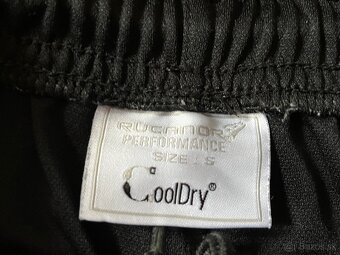 RUCANOR
PERFORMANCE
SIZE : S
CoolDry